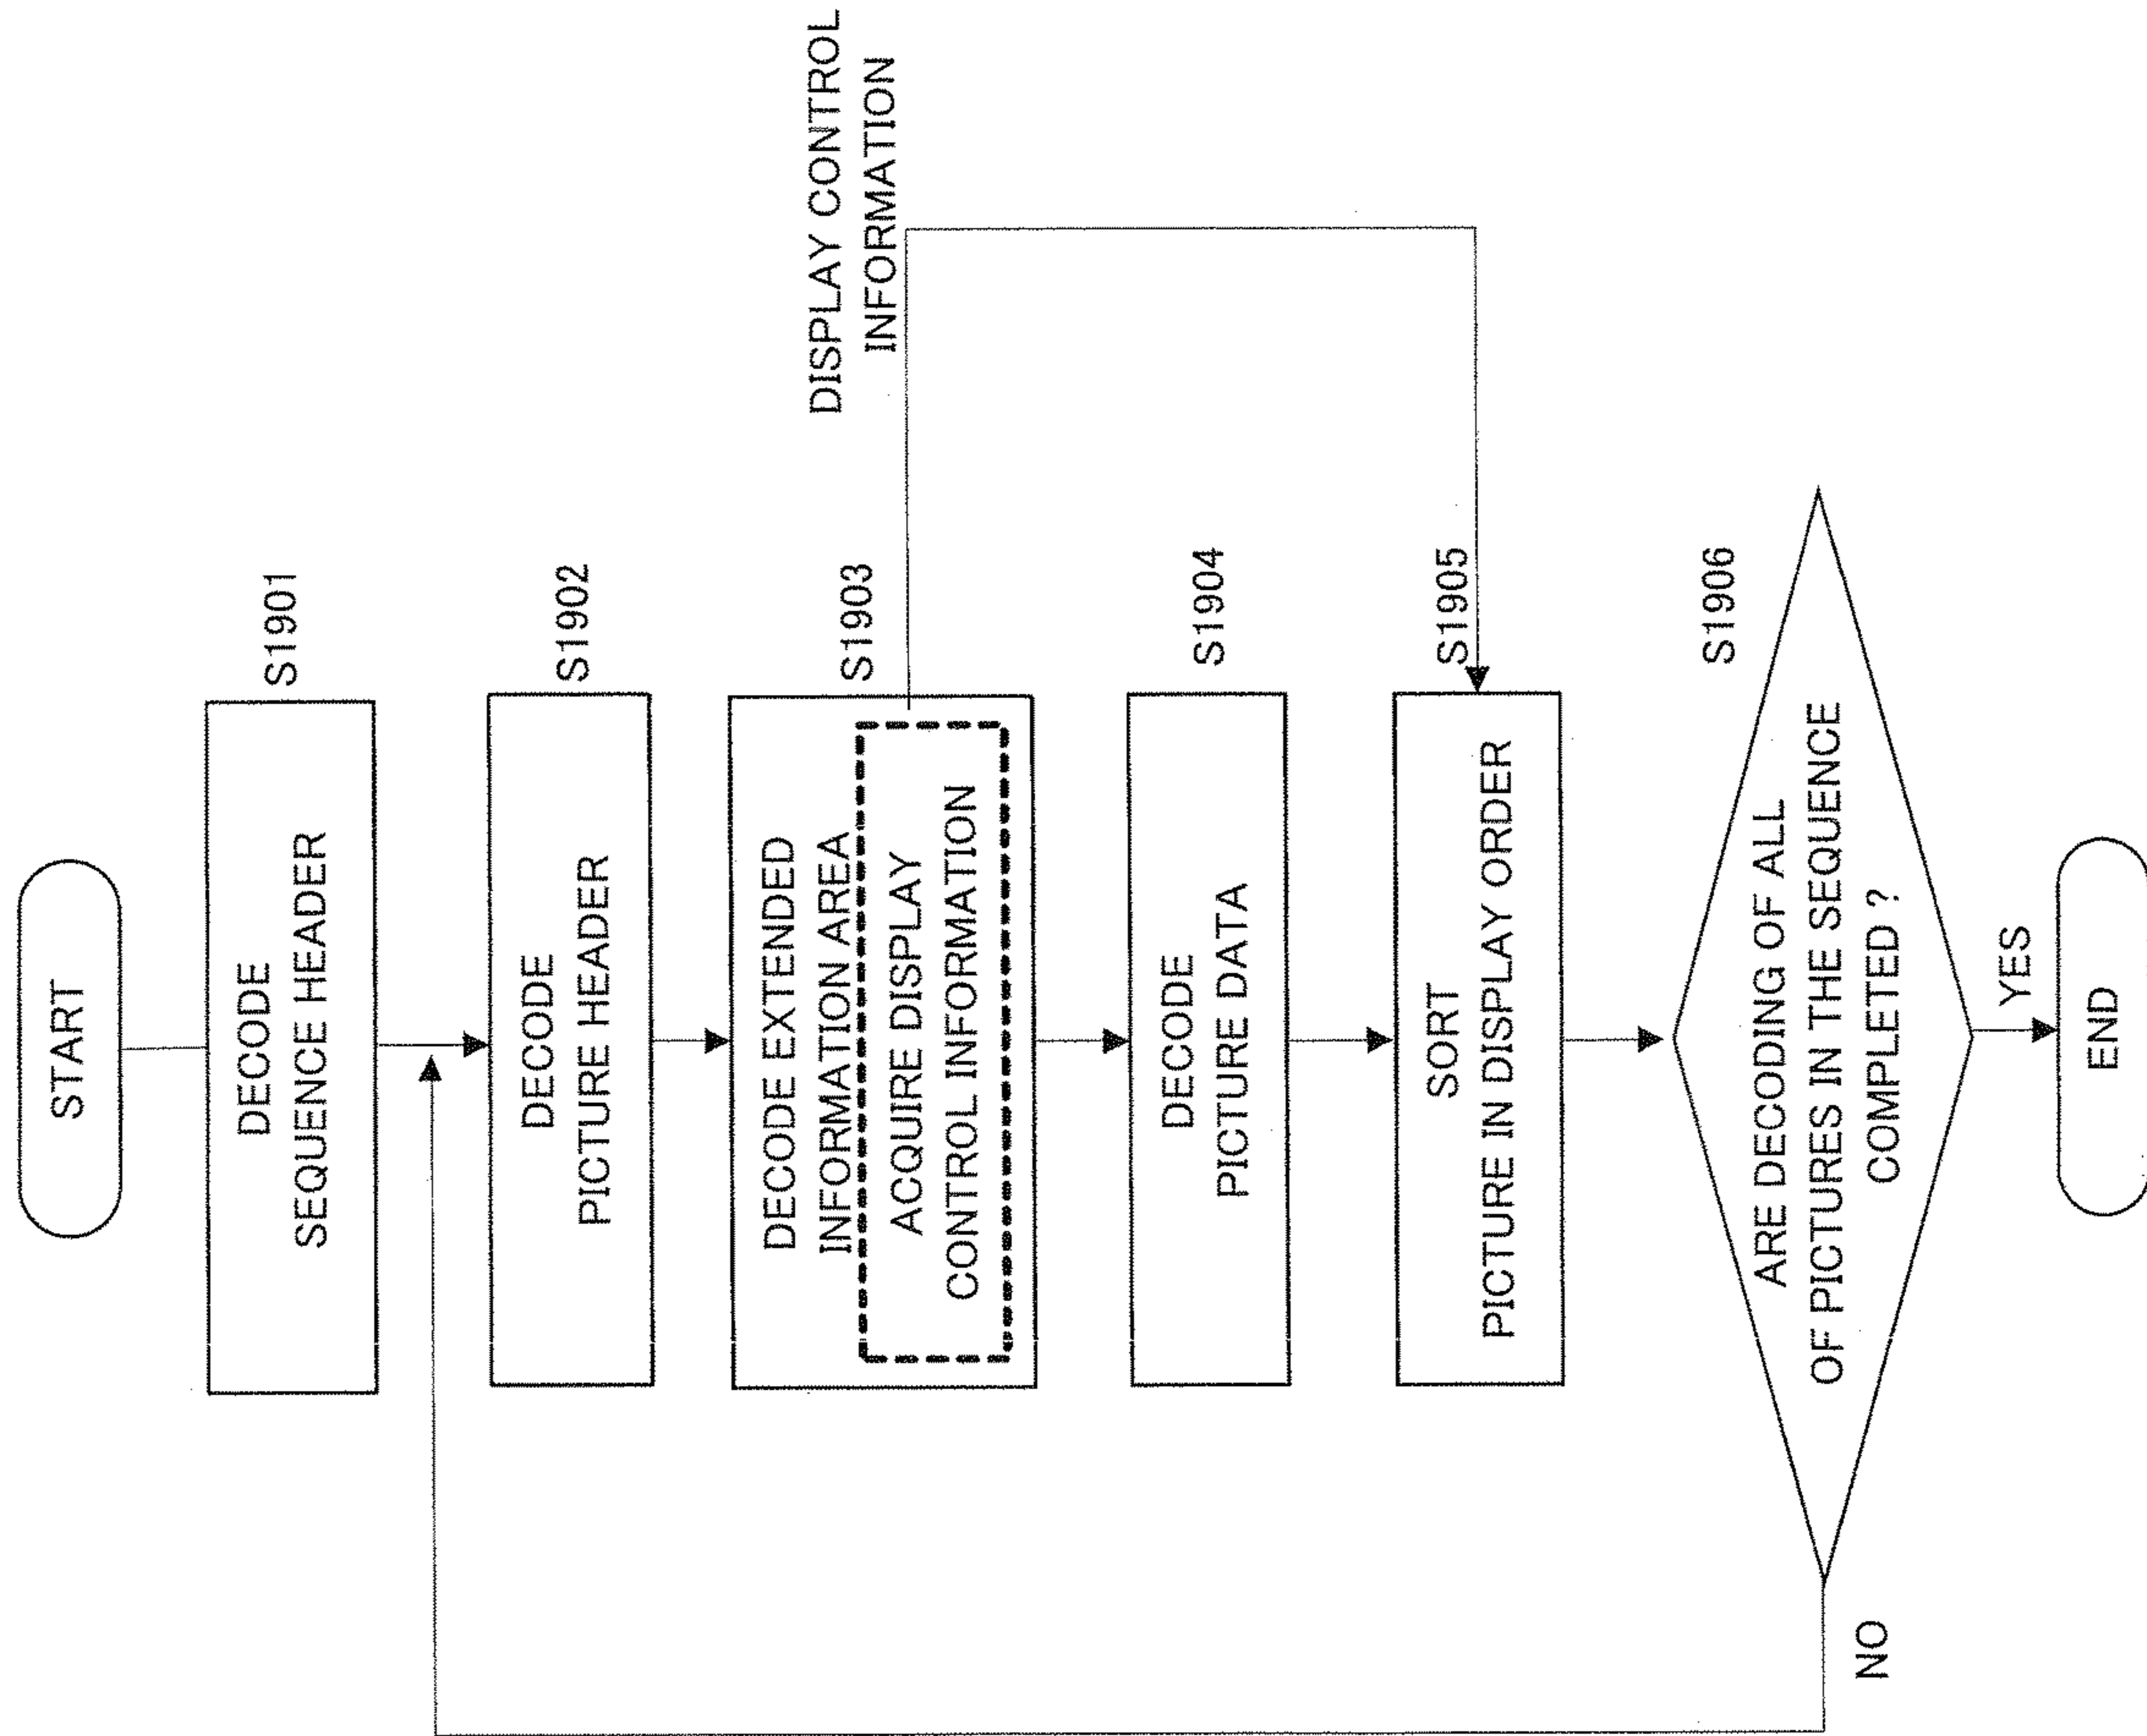 START
DECODE
SEQUENCE HEADER
S1901
DECODE
PICTURE HEADER
S1902
DECODE EXTENDED
INFORMATION AREA
ACQUIRE DISPLAY
CONTROL INFORMATION
S1903
DISPLAY CONTROL
INFORMATION
DECODE
PICTURE DATA
S1904
SORT
PICTURE IN DISPLAY ORDER
S1905
ARE DECODING OF ALL
OF PICTURES IN THE SEQUENCE
COMPLETED ?
S1906
NO
YES
END